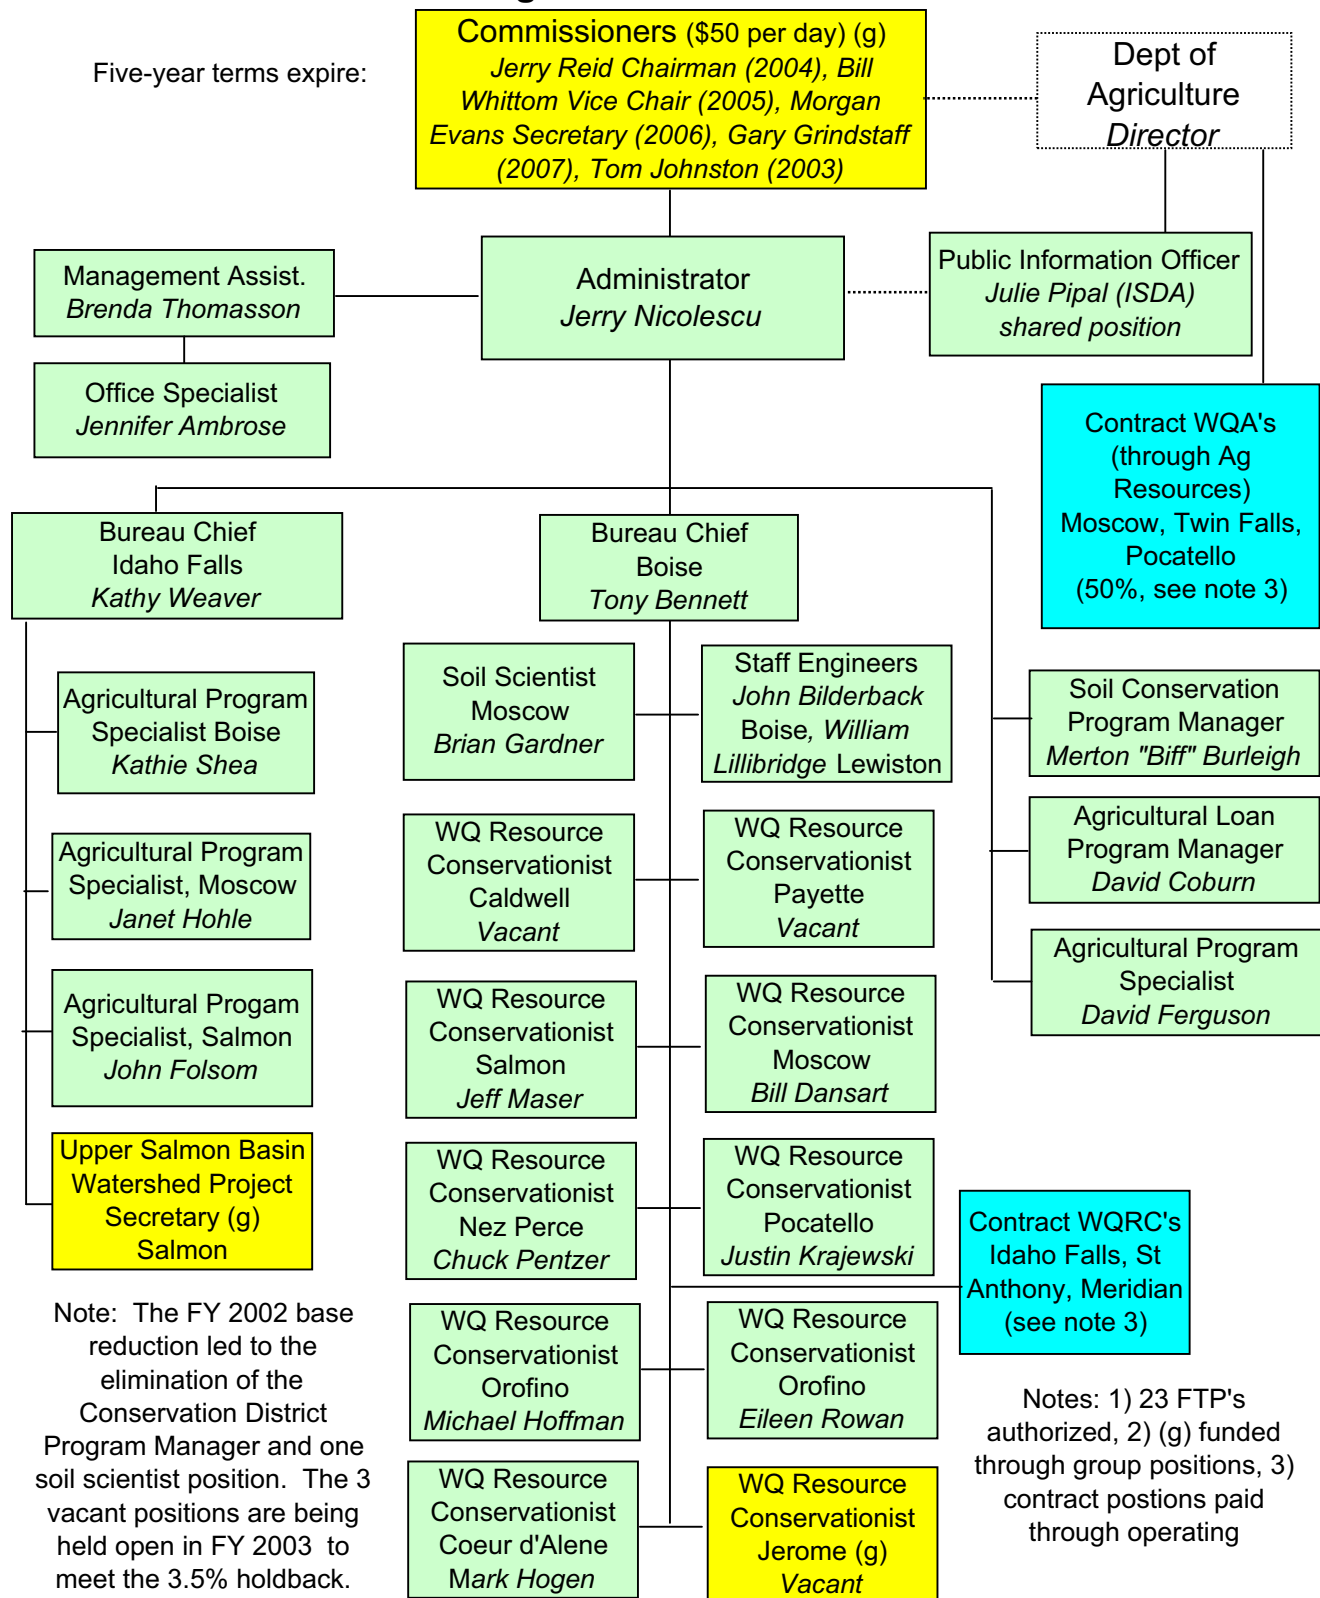 Five-year terms expire:
Commissioners ($50 per day) (g)
Jerry Reid Chairman (2004), Bill
Whittom Vice Chair (2005), Morgan
Evans Secretary (2006), Gary Grindstaff
(2007), Tom Johnston (2003)
Dept of
Agriculture
Director
Management Assist.
Brenda Thomasson
Administrator
Jerry Nicolescu
Public Information Officer
Julie Pipal (ISDA)
shared position
Office Specialist
Jennifer Ambrose
Contract WQA's
(through Ag
Resources)
Moscow, Twin Falls,
Pocatello
(50%, see note 3)
Bureau Chief
Idaho Falls
Kathy Weaver
Bureau Chief
Boise
Tony Bennett
Agricultural Program
Specialist Boise
Kathie Shea
Agricultural Program
Specialist, Moscow
Janet Hohle
Agricultural Progam
Specialist, Salmon
John Folsom
Upper Salmon Basin
Watershed Project
Secretary (g)
Salmon
Soil Scientist
Moscow
Brian Gardner
Staff Engineers
John Bilderback
Boise, William
Lillibridge Lewiston
WQ Resource
Conservationist
Caldwell
Vacant
WQ Resource
Conservationist
Payette
Vacant
WQ Resource
Conservationist
Salmon
Jeff Maser
WQ Resource
Conservationist
Moscow
Bill Dansart
WQ Resource
Conservationist
Nez Perce
Chuck Pentzer
WQ Resource
Conservationist
Pocatello
Justin Krajewski
WQ Resource
Conservationist
Orofino
Michael Hoffman
WQ Resource
Conservationist
Orofino
Eileen Rowan
WQ Resource
Conservationist
Coeur d'Alene
Mark Hogen
WQ Resource
Conservationist
Jerome (g)
Vacant
Soil Conservation
Program Manager
Merton "Biff" Burleigh
Agricultural Loan
Program Manager
David Coburn
Agricultural Program
Specialist
David Ferguson
Contract WQRC's
Idaho Falls, St
Anthony, Meridian
(see note 3)
Note: The FY 2002 base
reduction led to the
elimination of the
Conservation District
Program Manager and one
soil scientist position. The 3
vacant positions are being
held open in FY 2003 to
meet the 3.5% holdback.
Notes: 1) 23 FTP's
authorized, 2) (g) funded
through group positions, 3)
contract postions paid
through operating